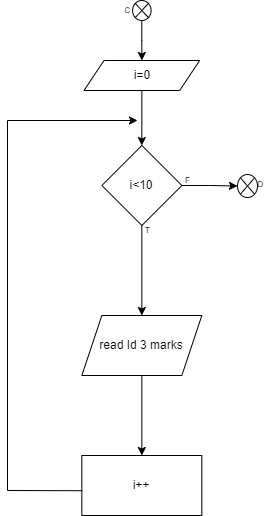 C
i=0
i<10
F
D
T
read Id 3 marks
i++